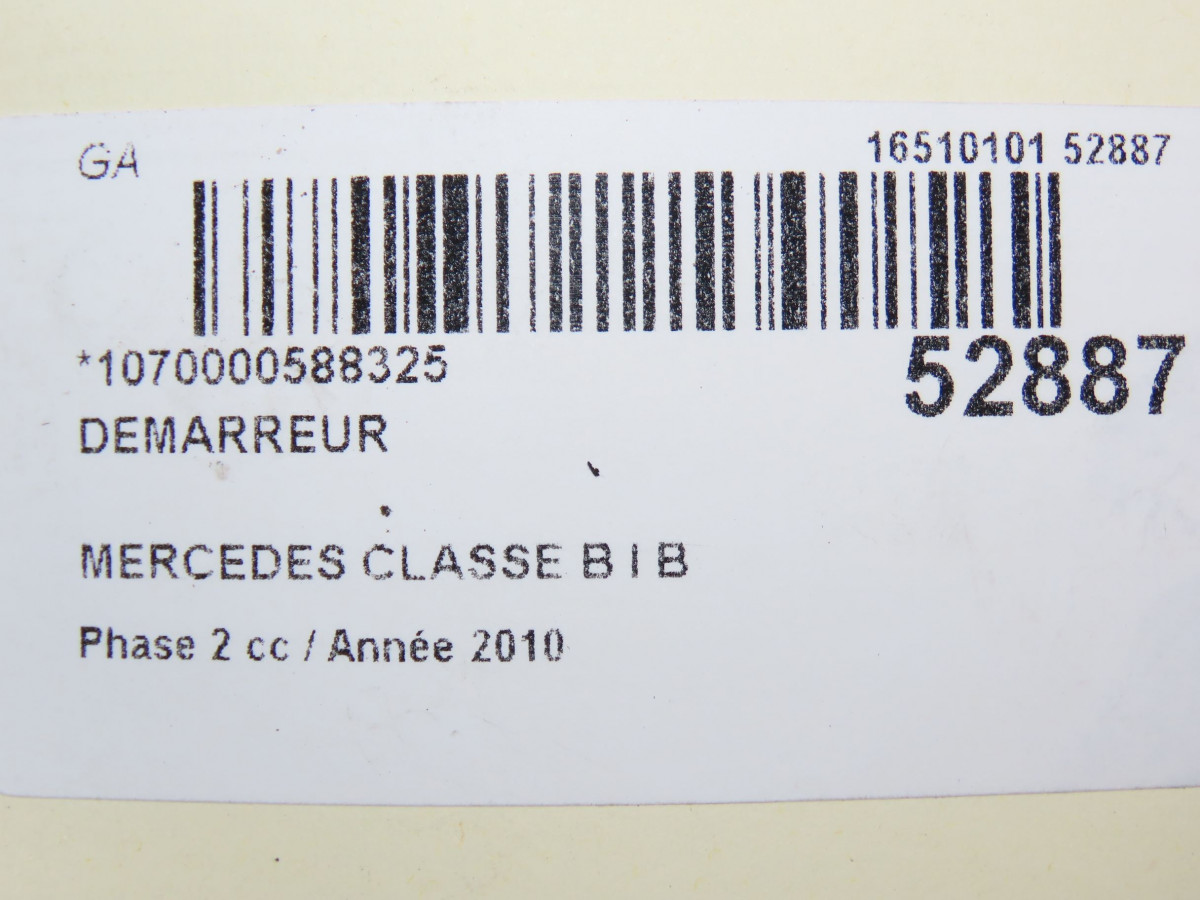 GA
16510101 52887
*1070000588325
52887
DEMARREUR
MERCEDES CLASSE B I B
Phase 2 cc / Année 2010